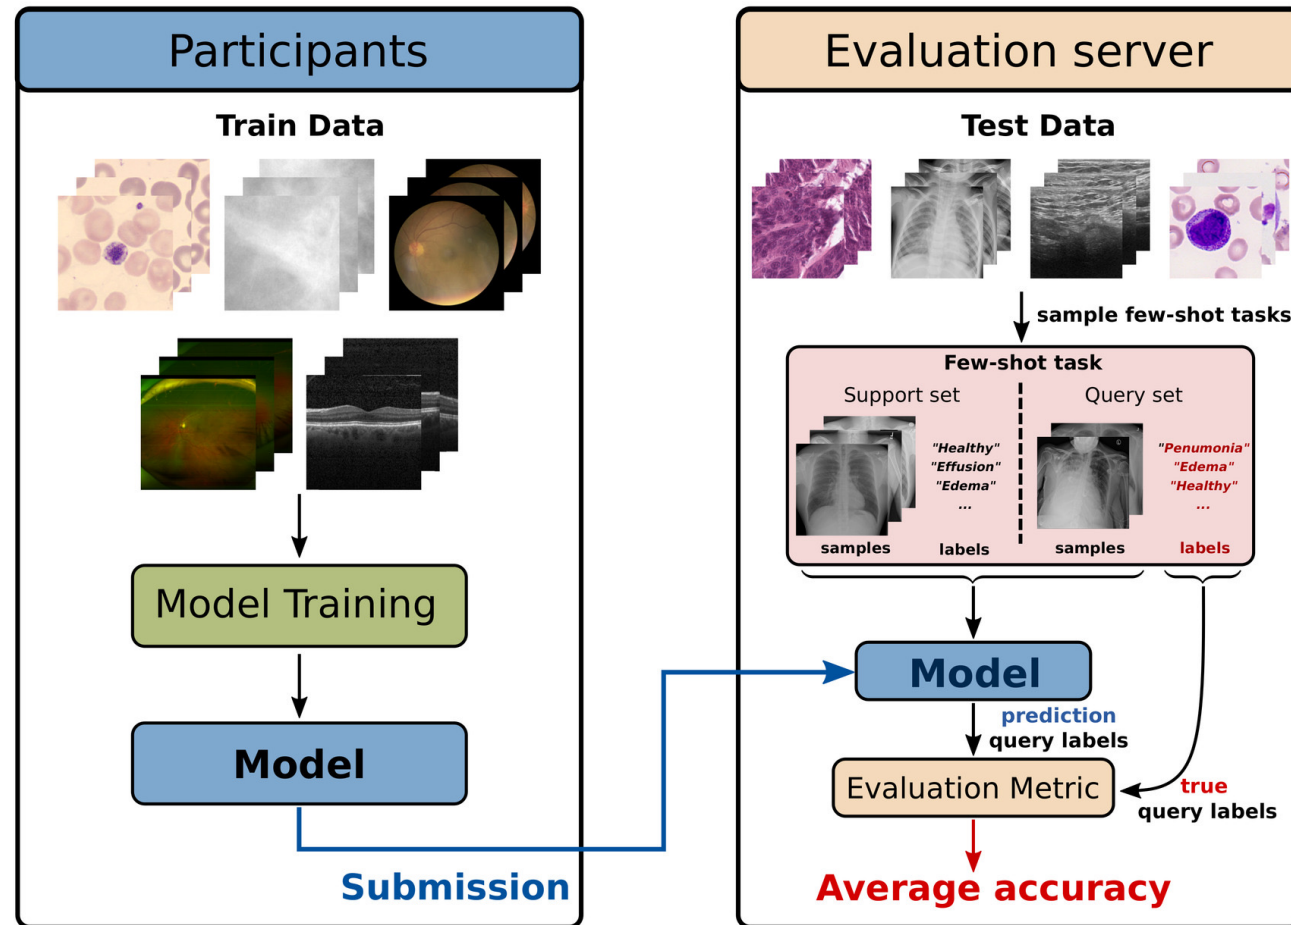 Participants
Train Data
Model Training
Model
Submission
Evaluation server
Test Data
sample few-shot tasks
Few-shot task
Support set
Query set
"Healthy"
"Effusion"
"Edema"
...
"Penumonia"
"Edema"
"Healthy"
...
samples
labels
samples
labels
Model
prediction
query labels
Evaluation Metric
true
query labels
Average accuracy